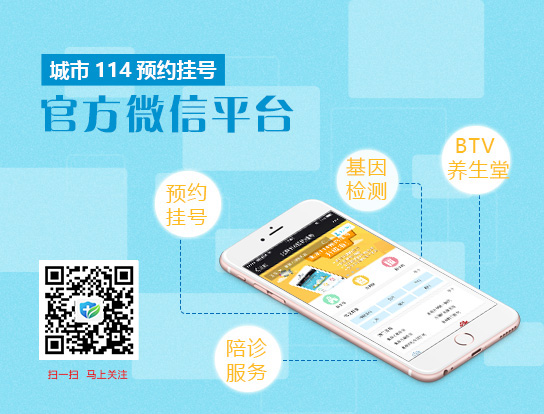 城市 114 预约挂号
官方微信平台
BTV
养生堂
基因
检测
预约
挂号
陪诊
服务
扫一扫 马上关注